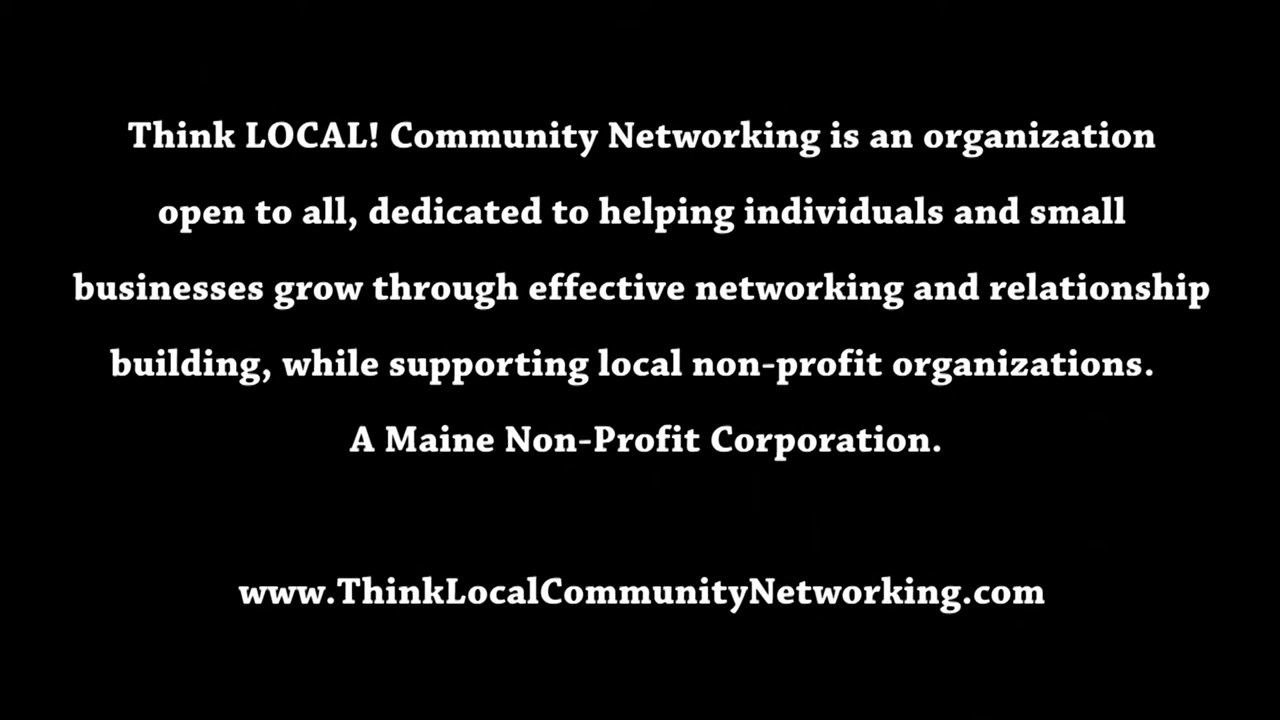 Think LOCAL! Community Networking is an organization
open to all, dedicated to helping individuals and small
businesses grow through effective networking and relationship
building, while supporting local non-profit organizations.
A Maine Non-Profit Corporation.
www.ThinkLocalCommunityNetworking.com